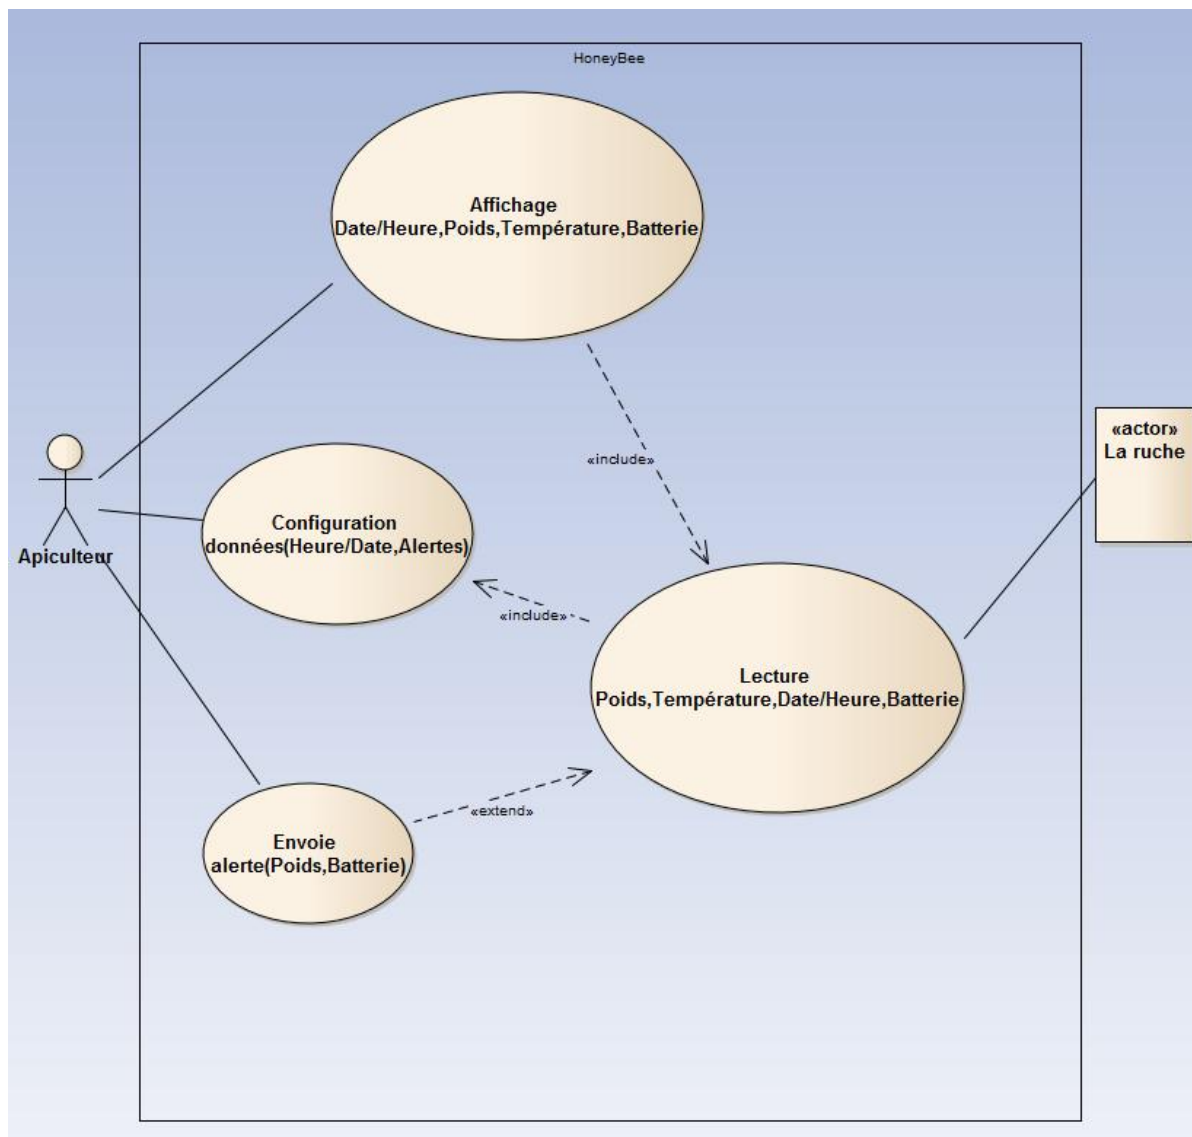 HoneyBee
Affichage
Date/Heure,Poids,Température,Batterie
«actor»
La ruche
«include»
Configuration
données(Heure/Date,Alertes)
Apiculteur
«include»
Lecture
Poids,Température,Date/Heure,Batterie
«extend»
Envoie
alerte(Poids,Batterie)